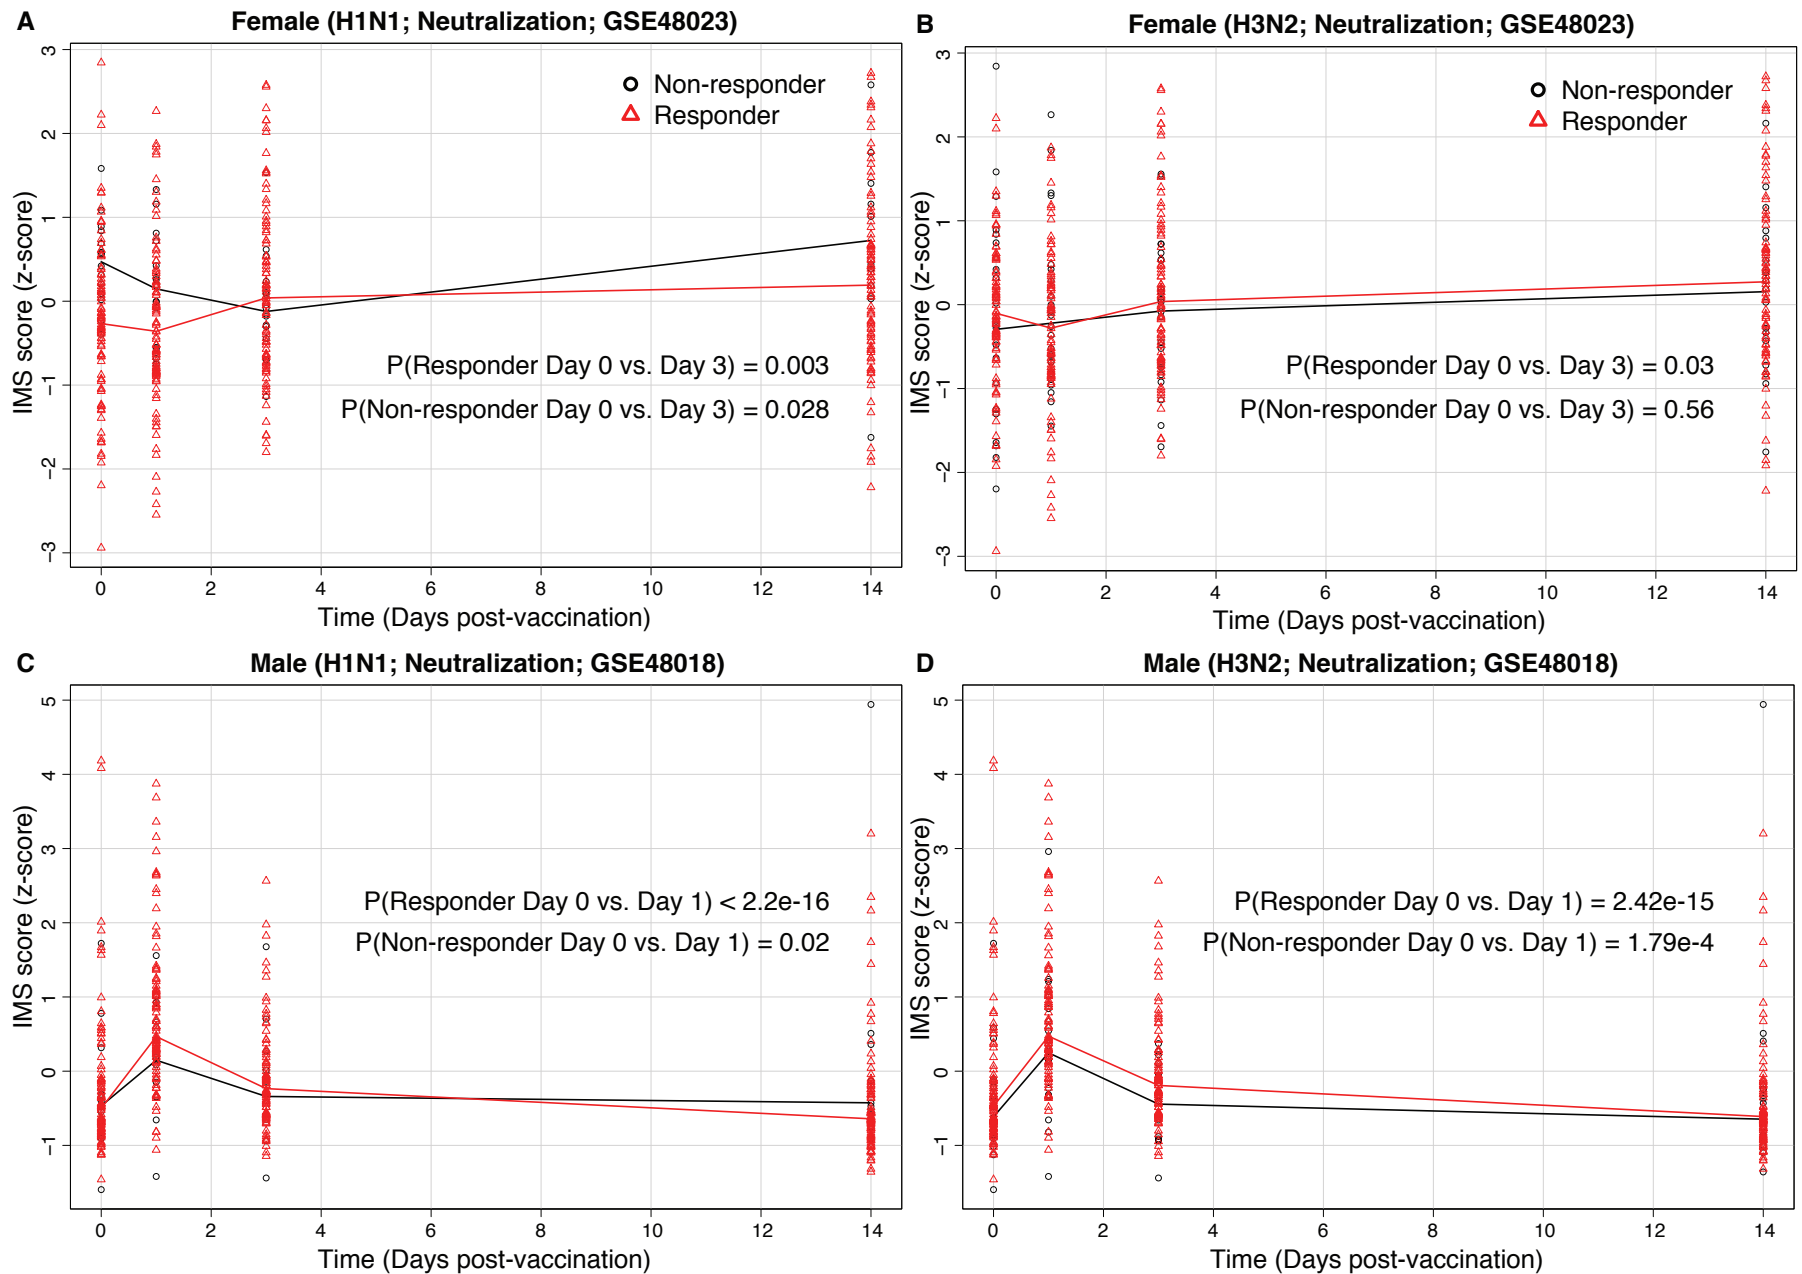 A
Female (H1N1; Neutralization; GSE48023)
3
2
1
0
−1
−2
−3
IMS score (z-score)
Non-responder
Responder
P(Responder Day 0 vs. Day 3) = 0.003
P(Non-responder Day 0 vs. Day 3) = 0.028
0 2 4 6 8 10 12 14
Time (Days post-vaccination)
B
Female (H3N2; Neutralization; GSE48023)
3
2
1
0
−1
−2
−3
IMS score (z-score)
Non-responder
Responder
P(Responder Day 0 vs. Day 3) = 0.03
P(Non-responder Day 0 vs. Day 3) = 0.56
0 2 4 6 8 10 12 14
Time (Days post-vaccination)
C
Male (H1N1; Neutralization; GSE48018)
5
4
3
2
1
0
−1
IMS score (z-score)
P(Responder Day 0 vs. Day 1) < 2.2e-16
P(Non-responder Day 0 vs. Day 1) = 0.02
0 2 4 6 8 10 12 14
Time (Days post-vaccination)
D
Male (H3N2; Neutralization; GSE48018)
5
4
3
2
1
0
−1
IMS score (z-score)
P(Responder Day 0 vs. Day 1) = 2.42e-15
P(Non-responder Day 0 vs. Day 1) = 1.79e-4
0 2 4 6 8 10 12 14
Time (Days post-vaccination)